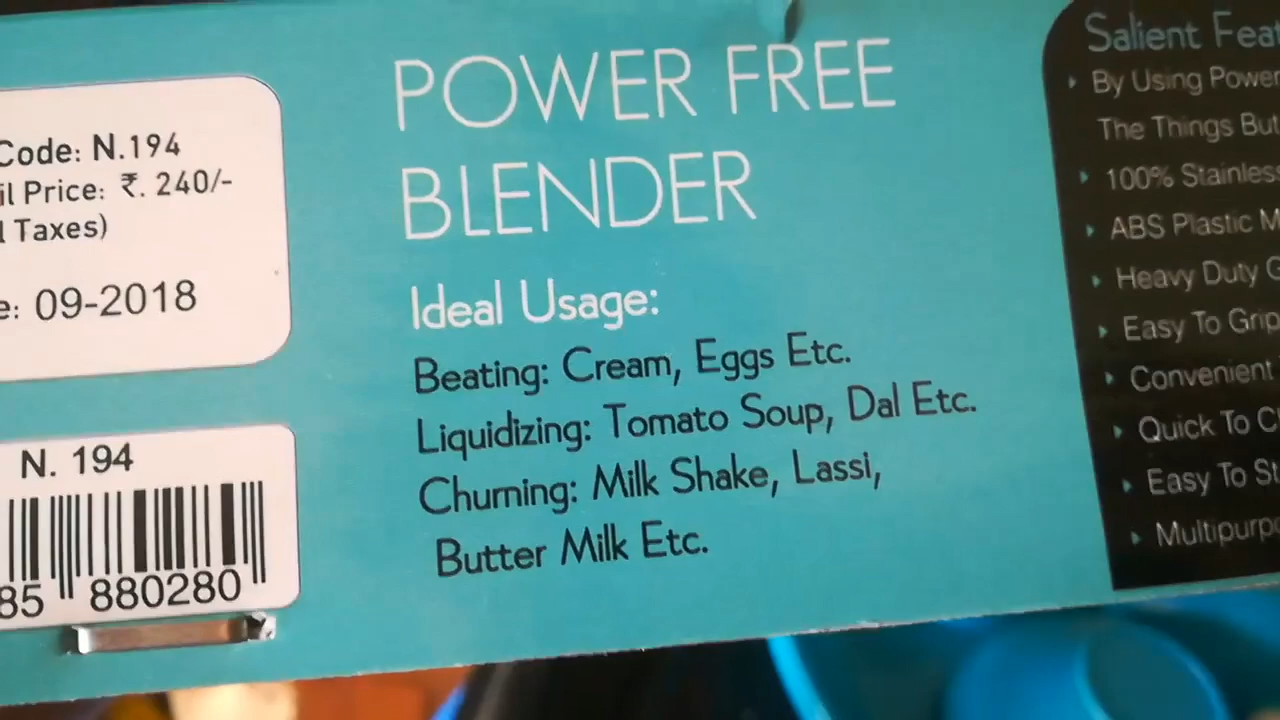 Code: N.194
il Price: ₹. 240/-
l Taxes)
e: 09-2018
N. 194
85 880280
POWER FREE
BLENDER
Ideal Usage:
Beating: Cream, Eggs Etc.
Liquidizing: Tomato Soup, Dal Etc.
Churning: Milk Shake, Lassi,
Butter Milk Etc.
Salient Feat
By Using Power
The Things But
100% Stainless
ABS Plastic M
Heavy Duty G
Easy To Grip
Convenient
Quick To C
Easy To St
Multipurp